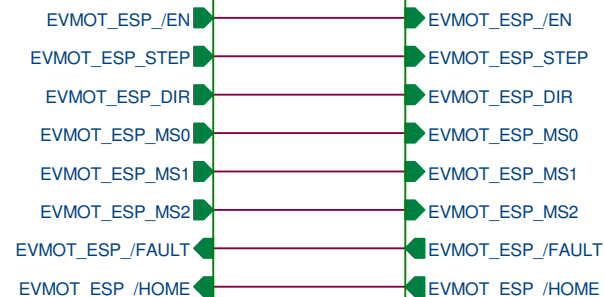 EVMOT_ESP_/EN EVMOT_ESP_/EN
EVMOT_ESP_STEP EVMOT_ESP_STEP
EVMOT_ESP_DIR EVMOT_ESP_DIR
EVMOT_ESP_MS0 EVMOT_ESP_MS0
EVMOT_ESP_MS1 EVMOT_ESP_MS1
EVMOT_ESP_MS2 EVMOT_ESP_MS2
EVMOT_ESP_/FAULT EVMOT_ESP_/FAULT
EVMOT_ESP_/HOME EVMOT_ESP_/HOME